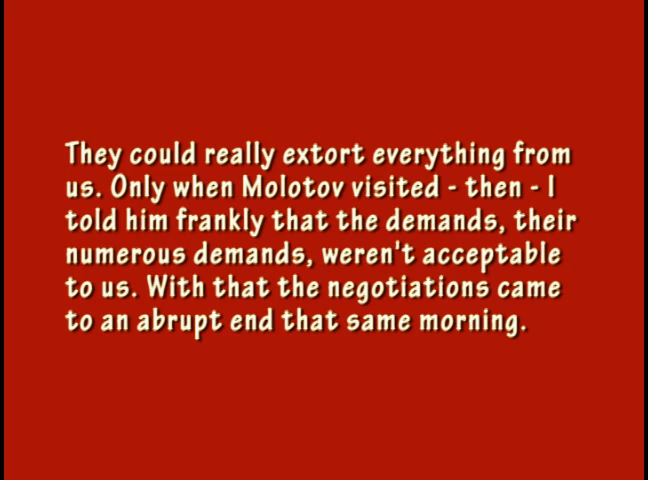 They could really extort everything from
us. Only when Molotov visited - then - I
told him frankly that the demands, their
numerous demands, weren't acceptable
to us. With that the negotiations came
to an abrupt end that same morning.